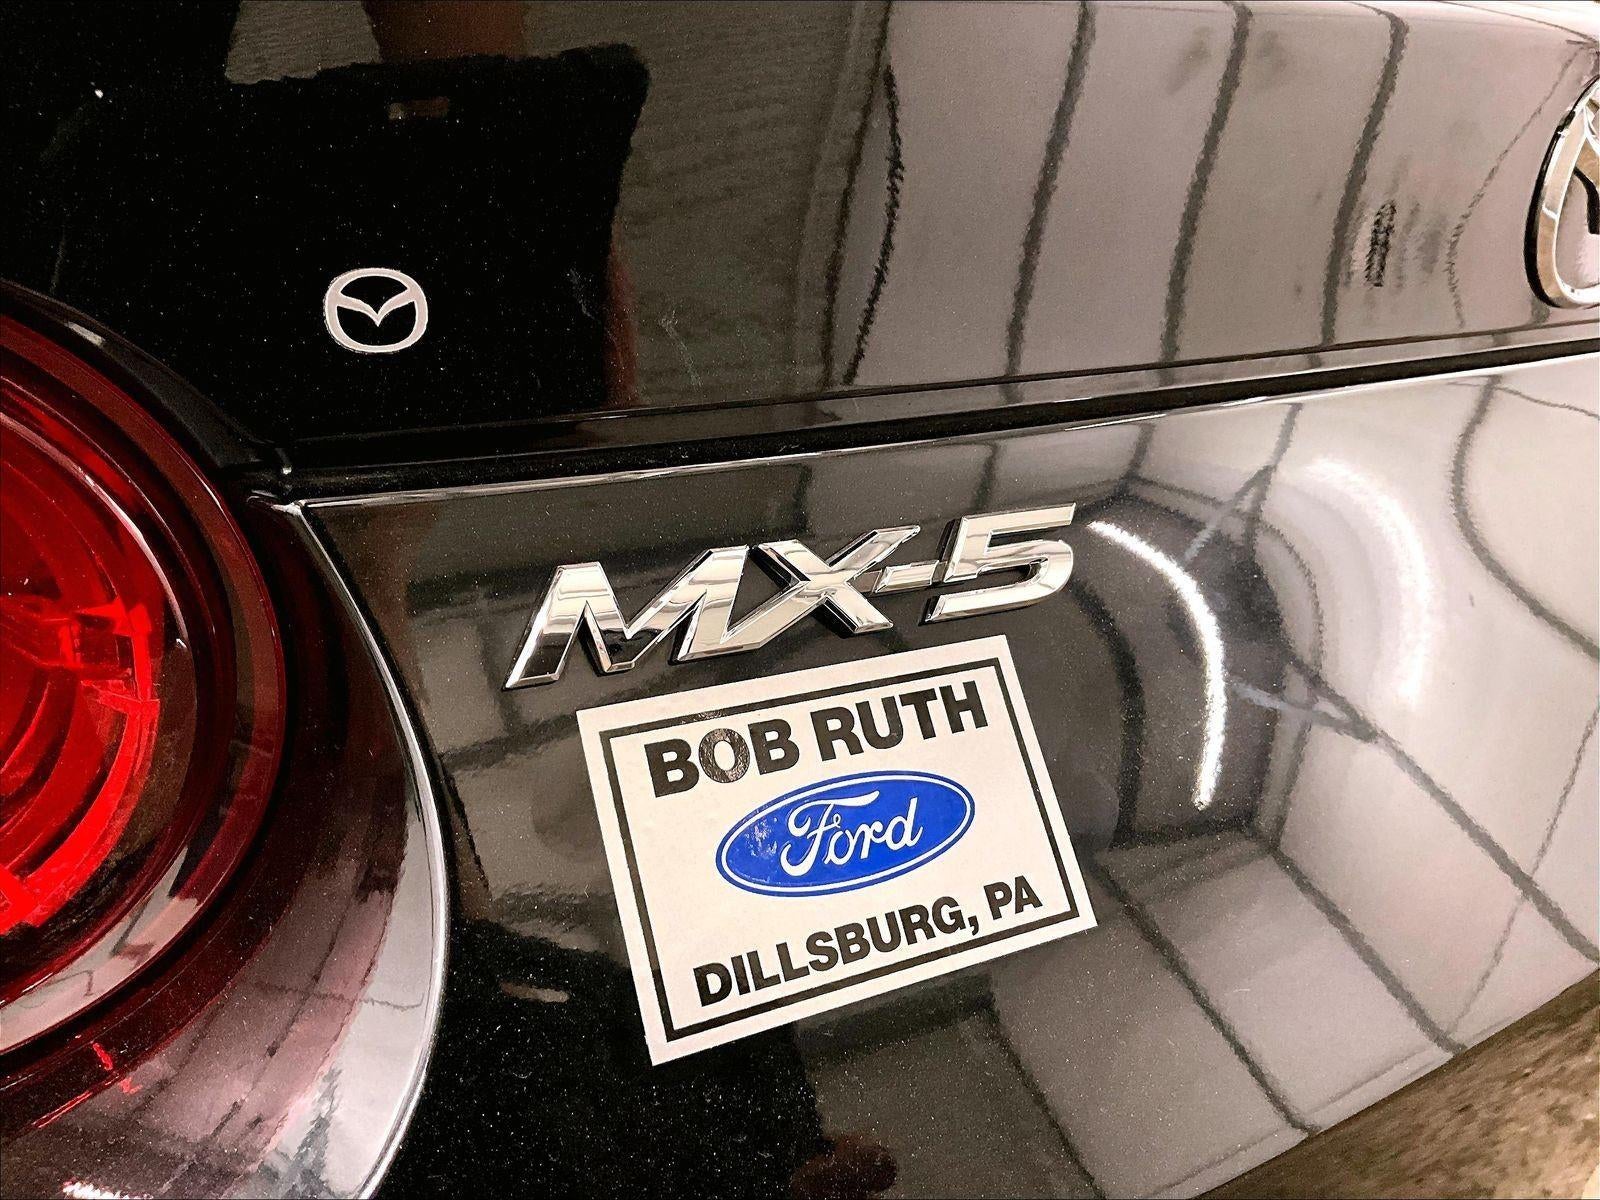 MX-5
BOB RUTH
Ford
DILLSBURG, PA